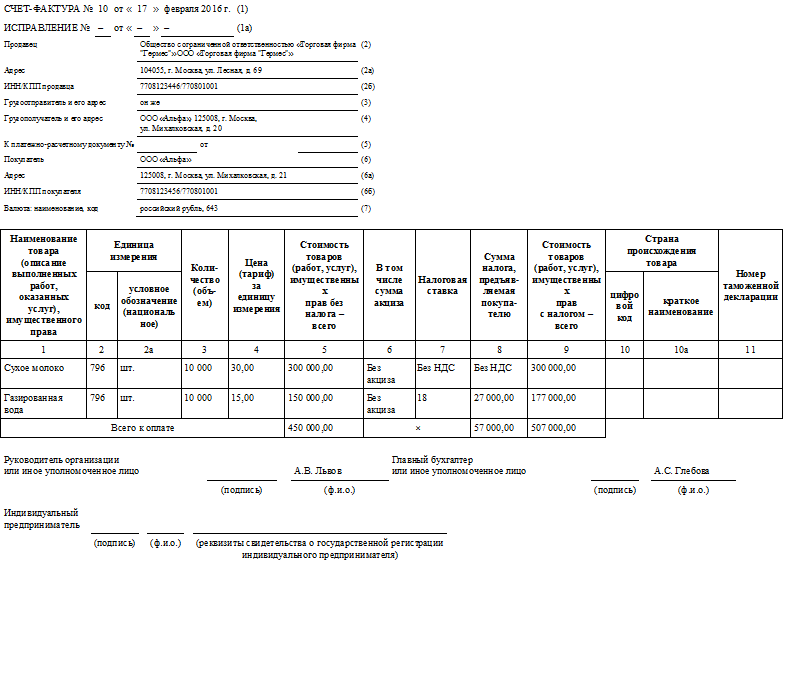 СЧЕТ-ФАКТУРА № 10 от « 17 » февраля 2016 г. (1)
ИСПРАВЛЕНИЕ № – от « – » – (1а)
Продавец Общество с ограниченной ответственностью «Торговая фирма (2)
"Гермес"»ООО «Торговая фирма "Гермес"»
Адрес 104055, г. Москва, ул. Лесная, д. 69 (2а)
ИНН/КПП продавца 7708123446/770801001 (2б)
Грузоотправитель и его адрес он же (3)
Грузополучатель и его адрес ООО «Альфа» 125008, г. Москва, (4)
ул. Михалковская, д. 20
К платежно-расчетному документу № от (5)
Покупатель ООО «Альфа» (6)
Адрес 125008, г. Москва, ул. Михалковская, д. 21 (6а)
ИНН/КПП покупателя 7708123456/770801001 (6б)
Валюта: наименование, код российский рубль, 643 (7)
Наименование
товара
(описание
выполненных
работ,
оказанных
услуг),
имущественного
права
Единица
измерения
код
условное
обозначение
(националь
ное)
Коли-
чество
(объ-
ем)
Цена
(тариф)
за
единицу
измерения
Стоимость
товаров
(работ, услуг),
имущественны
х
прав без
налога –
всего
В том
числе
сумма
акциза
Налоговая
ставка
Сумма
налога,
предъяв-
ляемая
покупа-
телю
Стоимость
товаров
(работ, услуг),
имущественны
х
прав
с налогом –
всего
Страна
происхождения
товара
цифро
вой
код
краткое
наименование
Номер
таможенной
декларации
1 2 2а 3 4 5 6 7 8 9 10 10а 11
Сухое молоко 796 шт. 10 000 30,00 300 000,00 Без Без НДС Без НДС 300 000,00
акциза
Газированная 796 шт. 10 000 15,00 150 000,00 Без 18 27 000,00 177 000,00
вода акциза
Всего к оплате 450 000,00 × 57 000,00 507 000,00
Руководитель организации Главный бухгалтер
или иное уполномоченное лицо А.В. Львов или иное уполномоченное лицо А.С. Глебова
(подпись) (ф.и.о.) (подпись) (ф.и.о.)
Индивидуальный
предприниматель
(подпись) (ф.и.о.) (реквизиты свидетельства о государственной регистрации
индивидуального предпринимателя)